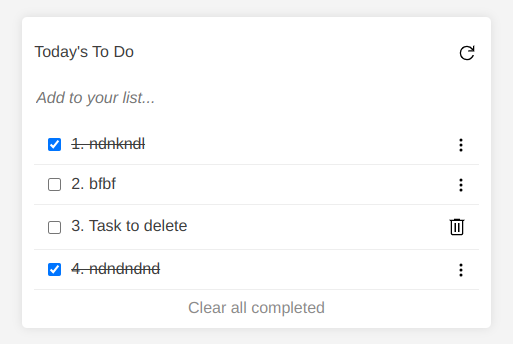 Today's To Do
Add to your list...
1. ndnkndl
2. bfbf
3. Task to delete
4. ndndndnd
Clear all completed